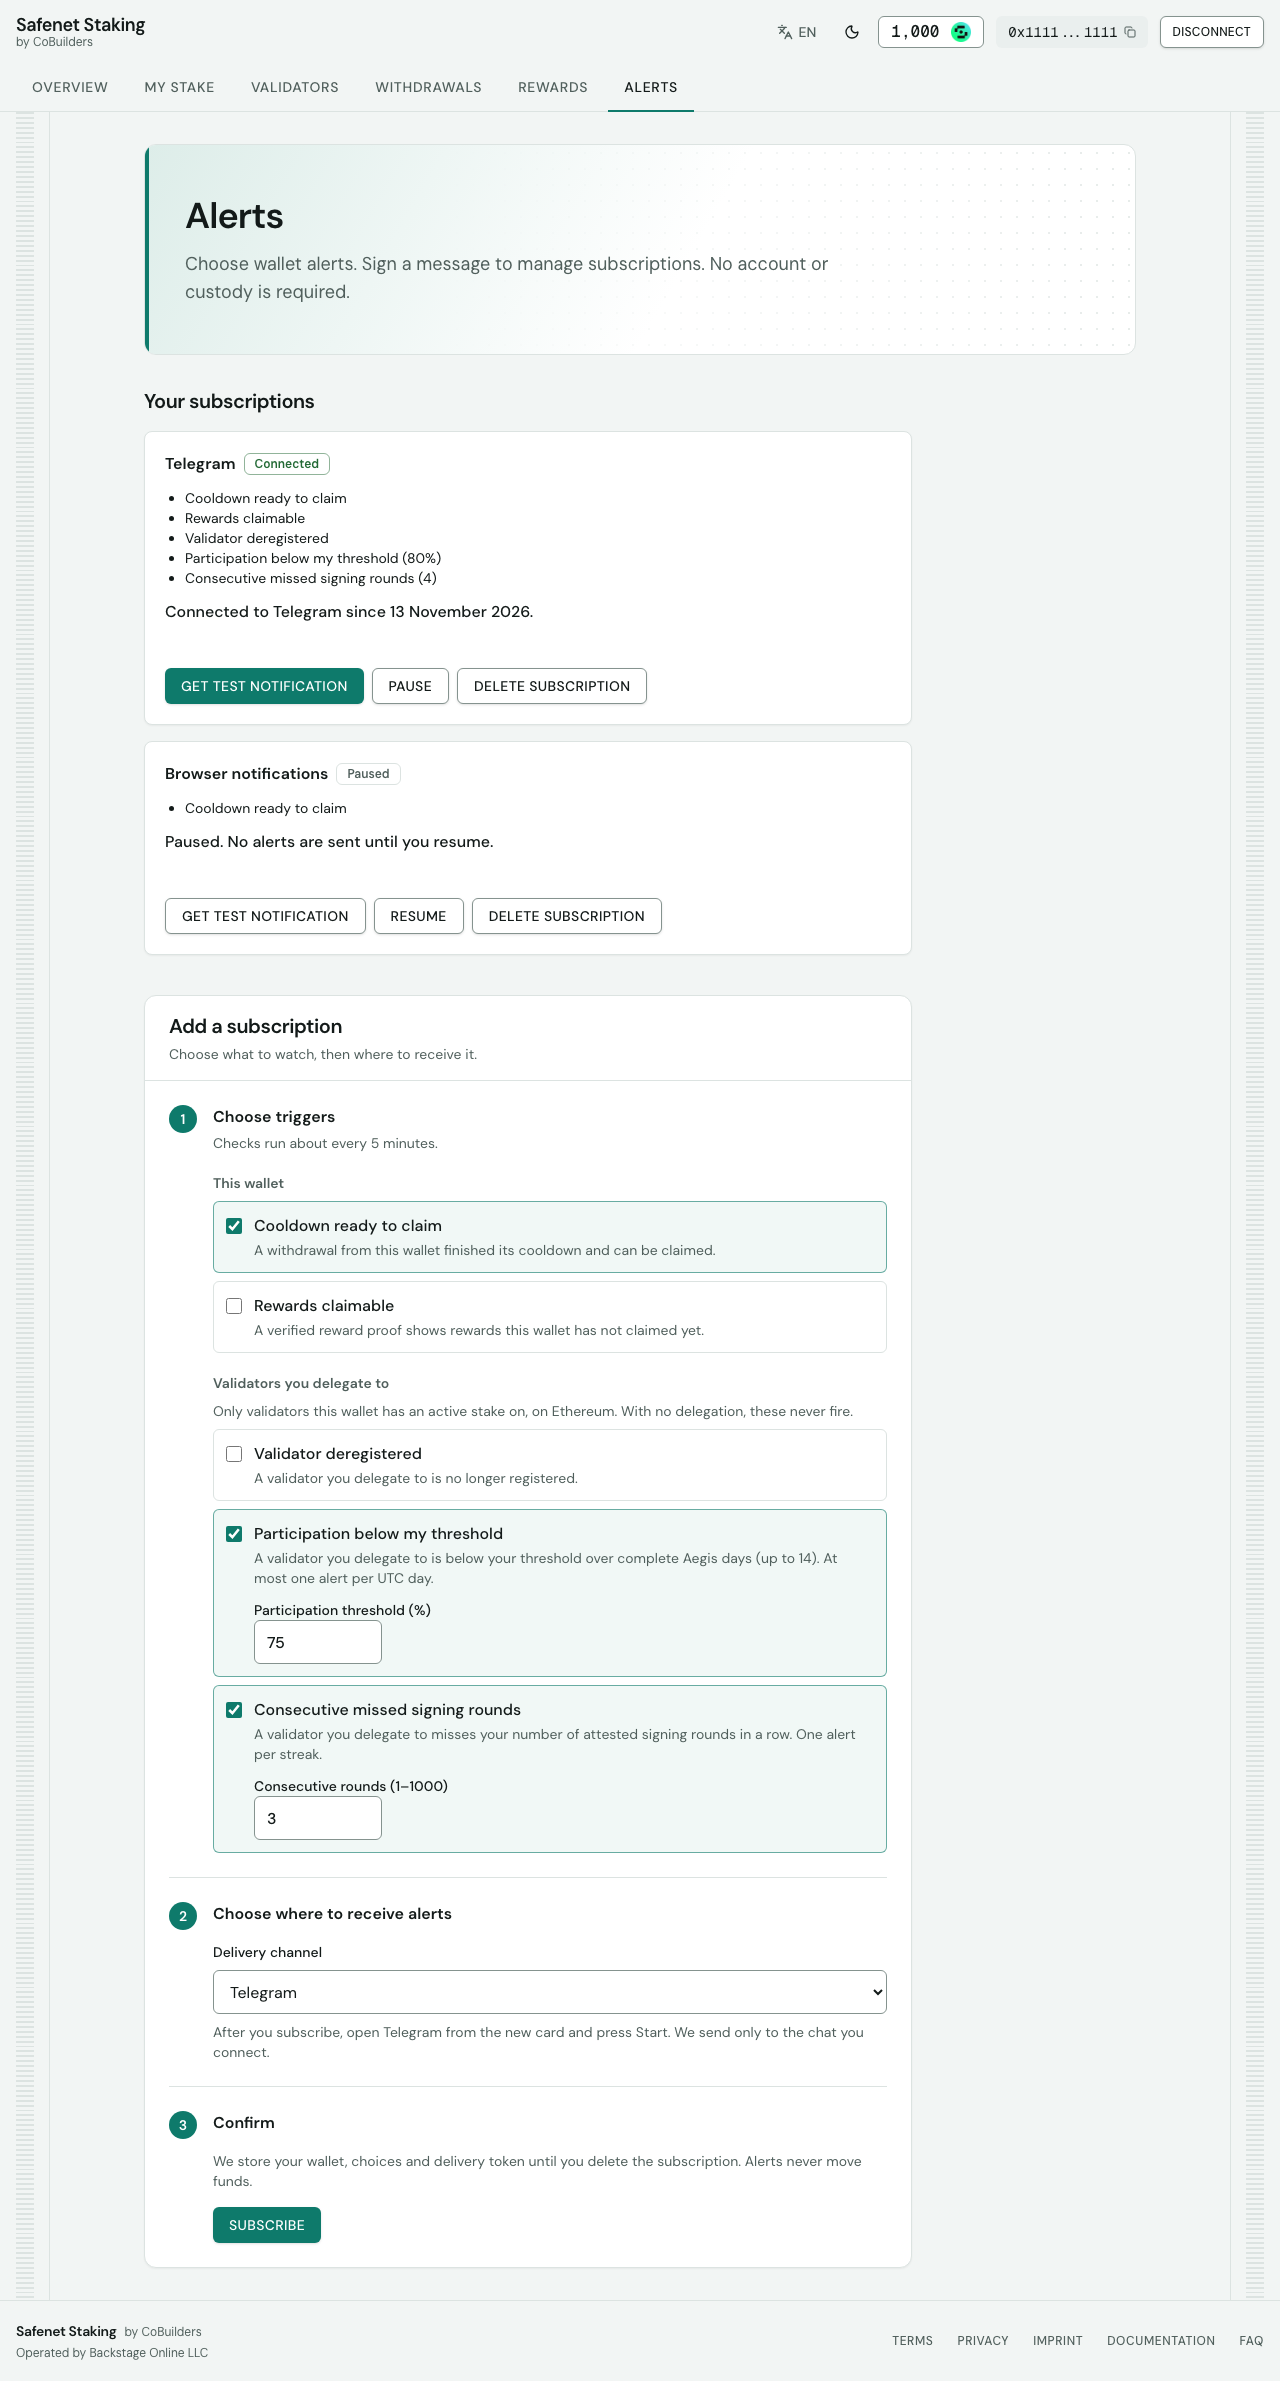 Safenet Staking
by CoBuilders
EN
1,000
0x1111...1111
DISCONNECT
OVERVIEW
MY STAKE
VALIDATORS
WITHDRAWALS
REWARDS
ALERTS
Alerts
Choose wallet alerts. Sign a message to manage subscriptions. No account or
custody is required.
Your subscriptions
Telegram
Connected
Cooldown ready to claim
Rewards claimable
Validator deregistered
Participation below my threshold (80%)
Consecutive missed signing rounds (4)
Connected to Telegram since 13 November 2026.
GET TEST NOTIFICATION
PAUSE
DELETE SUBSCRIPTION
Browser notifications
Paused
Cooldown ready to claim
Paused. No alerts are sent until you resume.
GET TEST NOTIFICATION
RESUME
DELETE SUBSCRIPTION
Add a subscription
Choose what to watch, then where to receive it.
1
Choose triggers
Checks run about every 5 minutes.
This wallet
Cooldown ready to claim
A withdrawal from this wallet finished its cooldown and can be claimed.
Rewards claimable
A verified reward proof shows rewards this wallet has not claimed yet.
Validators you delegate to
Only validators this wallet has an active stake on, on Ethereum. With no delegation, these never fire.
Validator deregistered
A validator you delegate to is no longer registered.
Participation below my threshold
A validator you delegate to is below your threshold over complete Aegis days (up to 14). At
most one alert per UTC day.
Participation threshold (%)
75
Consecutive missed signing rounds
A validator you delegate to misses your number of attested signing rounds in a row. One alert
per streak.
Consecutive rounds (1–1000)
3
2
Choose where to receive alerts
Delivery channel
Telegram
After you subscribe, open Telegram from the new card and press Start. We send only to the chat you
connect.
3
Confirm
We store your wallet, choices and delivery token until you delete the subscription. Alerts never move
funds.
SUBSCRIBE
Safenet Staking by CoBuilders
Operated by Backstage Online LLC
TERMS
PRIVACY
IMPRINT
DOCUMENTATION
FAQ